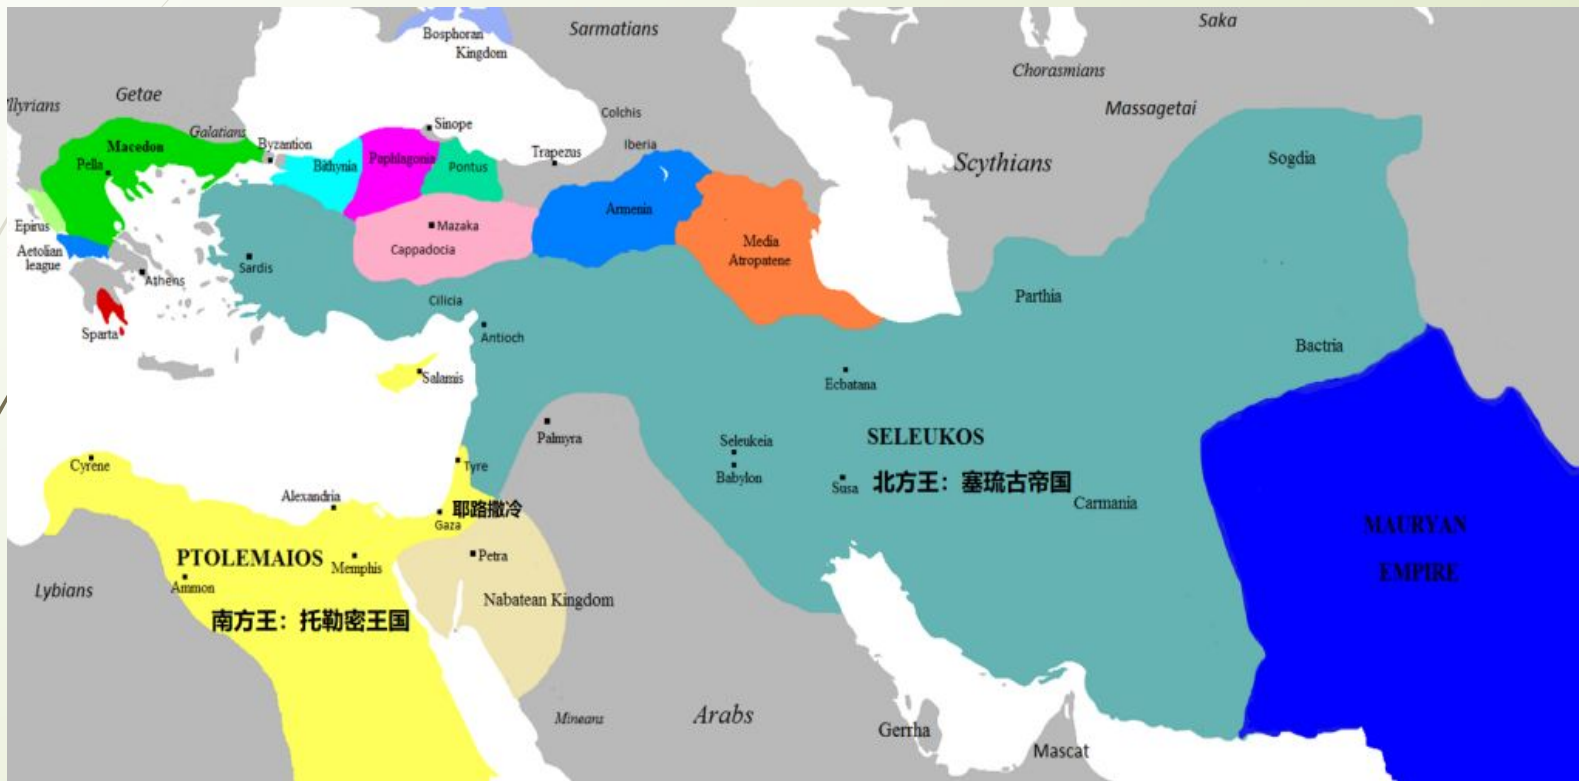 Bosphoran
Kingdom
Sarmatians
Saka
Chorasmians
Massagetai
Illyrians
Getae
Galatians
Macedon
Pella
Byzantion
Sinope
Colchis
Iberia
Trapezus
Bithynia
Paphlagonia
Pontus
Scythians
Sogdia
Epirus
Aetolian
league
Athens
Sparta
Sardis
Mazaka
Cappadocia
Armenia
Media
Atropatene
Cilicia
Antioch
Parthia
Bactria
Salamis
Ecbatana
Palmyra
Seleukeia
Babylon
SELEUKOS
Susa
北方王：塞琉古帝国
Carmania
Cyrene
Tyre
Alexandria
耶路撒冷
Gaza
PTOLEMAIOS
Memphis
Petra
Ammon
南方王：托勒密王国
Lybians
Nabatean Kingdom
MAURYAN
EMPIRE
Mineans
Arabs
Gerrha
Mascat